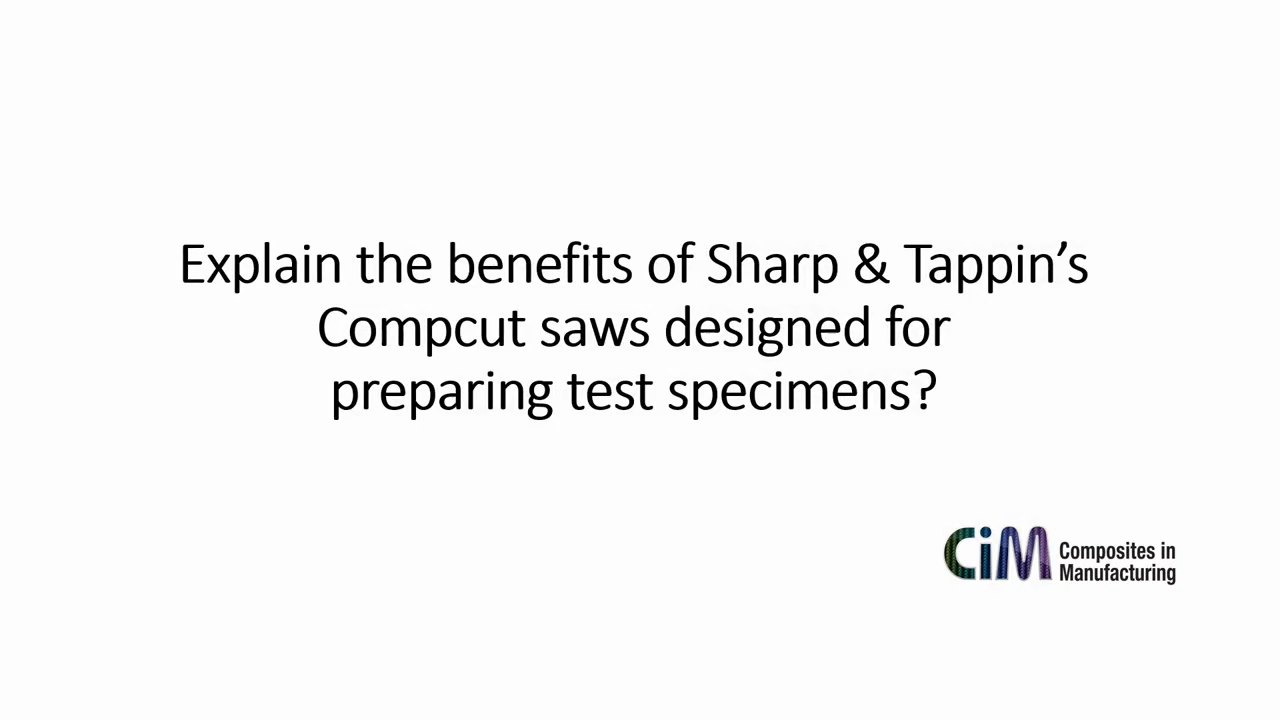 Explain the benefits of Sharp & Tappin’s
Compcut saws designed for
preparing test specimens?
CiM Composites in
Manufacturing